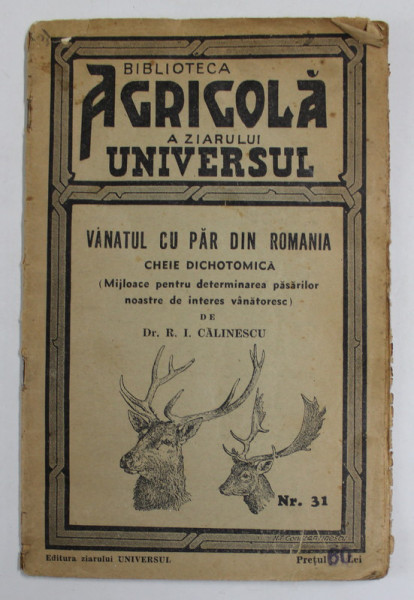 BIBLIOTECA
AGRICOLĂ
A ZIARULUI
UNIVERSUL
VÂNATUL CU PĂR DIN ROMANIA
CHEIE DICHOTOMICĂ
(Mijloace pentru determinarea păsărilor
noastre de interes vânătoresc)
DE
Dr. R. I. CĂLINESCU
Nr. 31
Editura ziarului UNIVERSUL Prețul 60 Lei